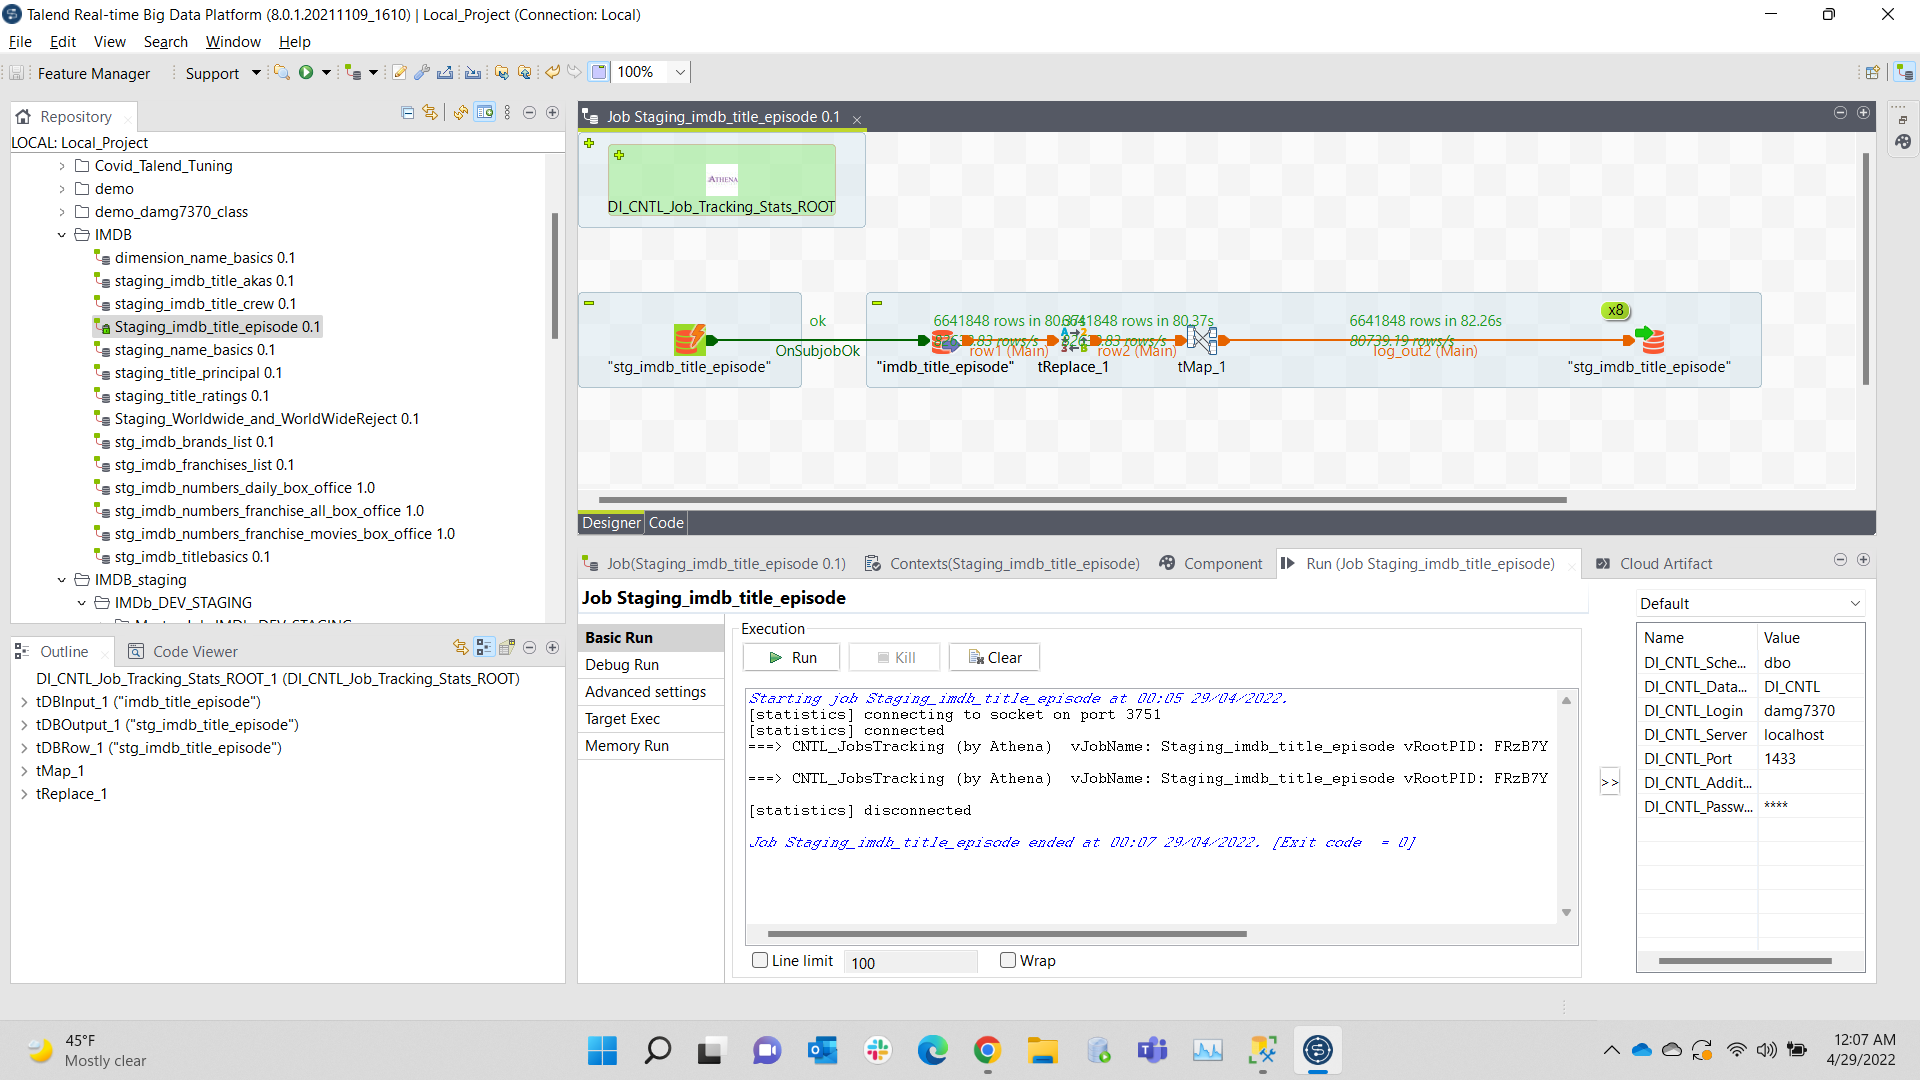 Talend Real-time Big Data Platform (8.0.1.20211109_1610) | Local_Project (Connection: Local)
File Edit View Search Window Help
Feature Manager Support 100%
Repository
LOCAL: Local_Project
Covid_Talend_Tuning
demo
demo_damg7370_class
IMDB
dimension_name_basics 0.1
staging_imdb_title_akas 0.1
staging_imdb_title_crew 0.1
Staging_imdb_title_episode 0.1
staging_name_basics 0.1
staging_title_principal 0.1
staging_title_ratings 0.1
Staging_Worldwide_and_WorldWideReject 0.1
stg_imdb_brands_list 0.1
stg_imdb_franchises_list 0.1
stg_imdb_numbers_daily_box_office 1.0
stg_imdb_numbers_franchise_all_box_office 1.0
stg_imdb_numbers_franchise_movies_box_office 1.0
stg_imdb_titlebasics 0.1
IMDB_staging
IMDb_DEV_STAGING
Outline Code Viewer
DI_CNTL_Job_Tracking_Stats_ROOT_1 (DI_CNTL_Job_Tracking_Stats_ROOT)
tDBInput_1 ("imdb_title_episode")
tDBOutput_1 ("stg_imdb_title_episode")
tDBRow_1 ("stg_imdb_title_episode")
tMap_1
tReplace_1
Job Staging_imdb_title_episode 0.1
ATHENA
DI_CNTL_Job_Tracking_Stats_ROOT
x8
ok
6641848 rows in 80.37s
6641848 rows in 80.37s
6641848 rows in 82.26s
80739.19 rows/s
OnSubjobOk
row1 (Main)
row2 (Main)
log_out2 (Main)
"stg_imdb_title_episode"
"imdb_title_episode"
tReplace_1
tMap_1
"stg_imdb_title_episode"
Designer Code
Job(Staging_imdb_title_episode 0.1) Contexts(Staging_imdb_title_episode) Component Run (Job Staging_imdb_title_episode) Cloud Artifact
Job Staging_imdb_title_episode
Basic Run
Debug Run
Advanced settings
Target Exec
Memory Run
Execution
Run Kill Clear
Starting job Staging_imdb_title_episode at 00:05 29/04/2022.
[statistics] connecting to socket on port 3751
[statistics] connected
===> CNTL_JobsTracking (by Athena) vJobName: Staging_imdb_title_episode vRootPID: FRzB7Y
===> CNTL_JobsTracking (by Athena) vJobName: Staging_imdb_title_episode vRootPID: FRzB7Y
[statistics] disconnected
Job Staging_imdb_title_episode ended at 00:07 29/04/2022. [Exit code = 0]
Line limit 100 Wrap
>>
Default
Name Value
DI_CNTL_Sche... dbo
DI_CNTL_Data... DI_CNTL
DI_CNTL_Login damg7370
DI_CNTL_Server localhost
DI_CNTL_Port 1433
DI_CNTL_Addit...
DI_CNTL_Passw... ****
45°F
Mostly clear
12:07 AM
4/29/2022